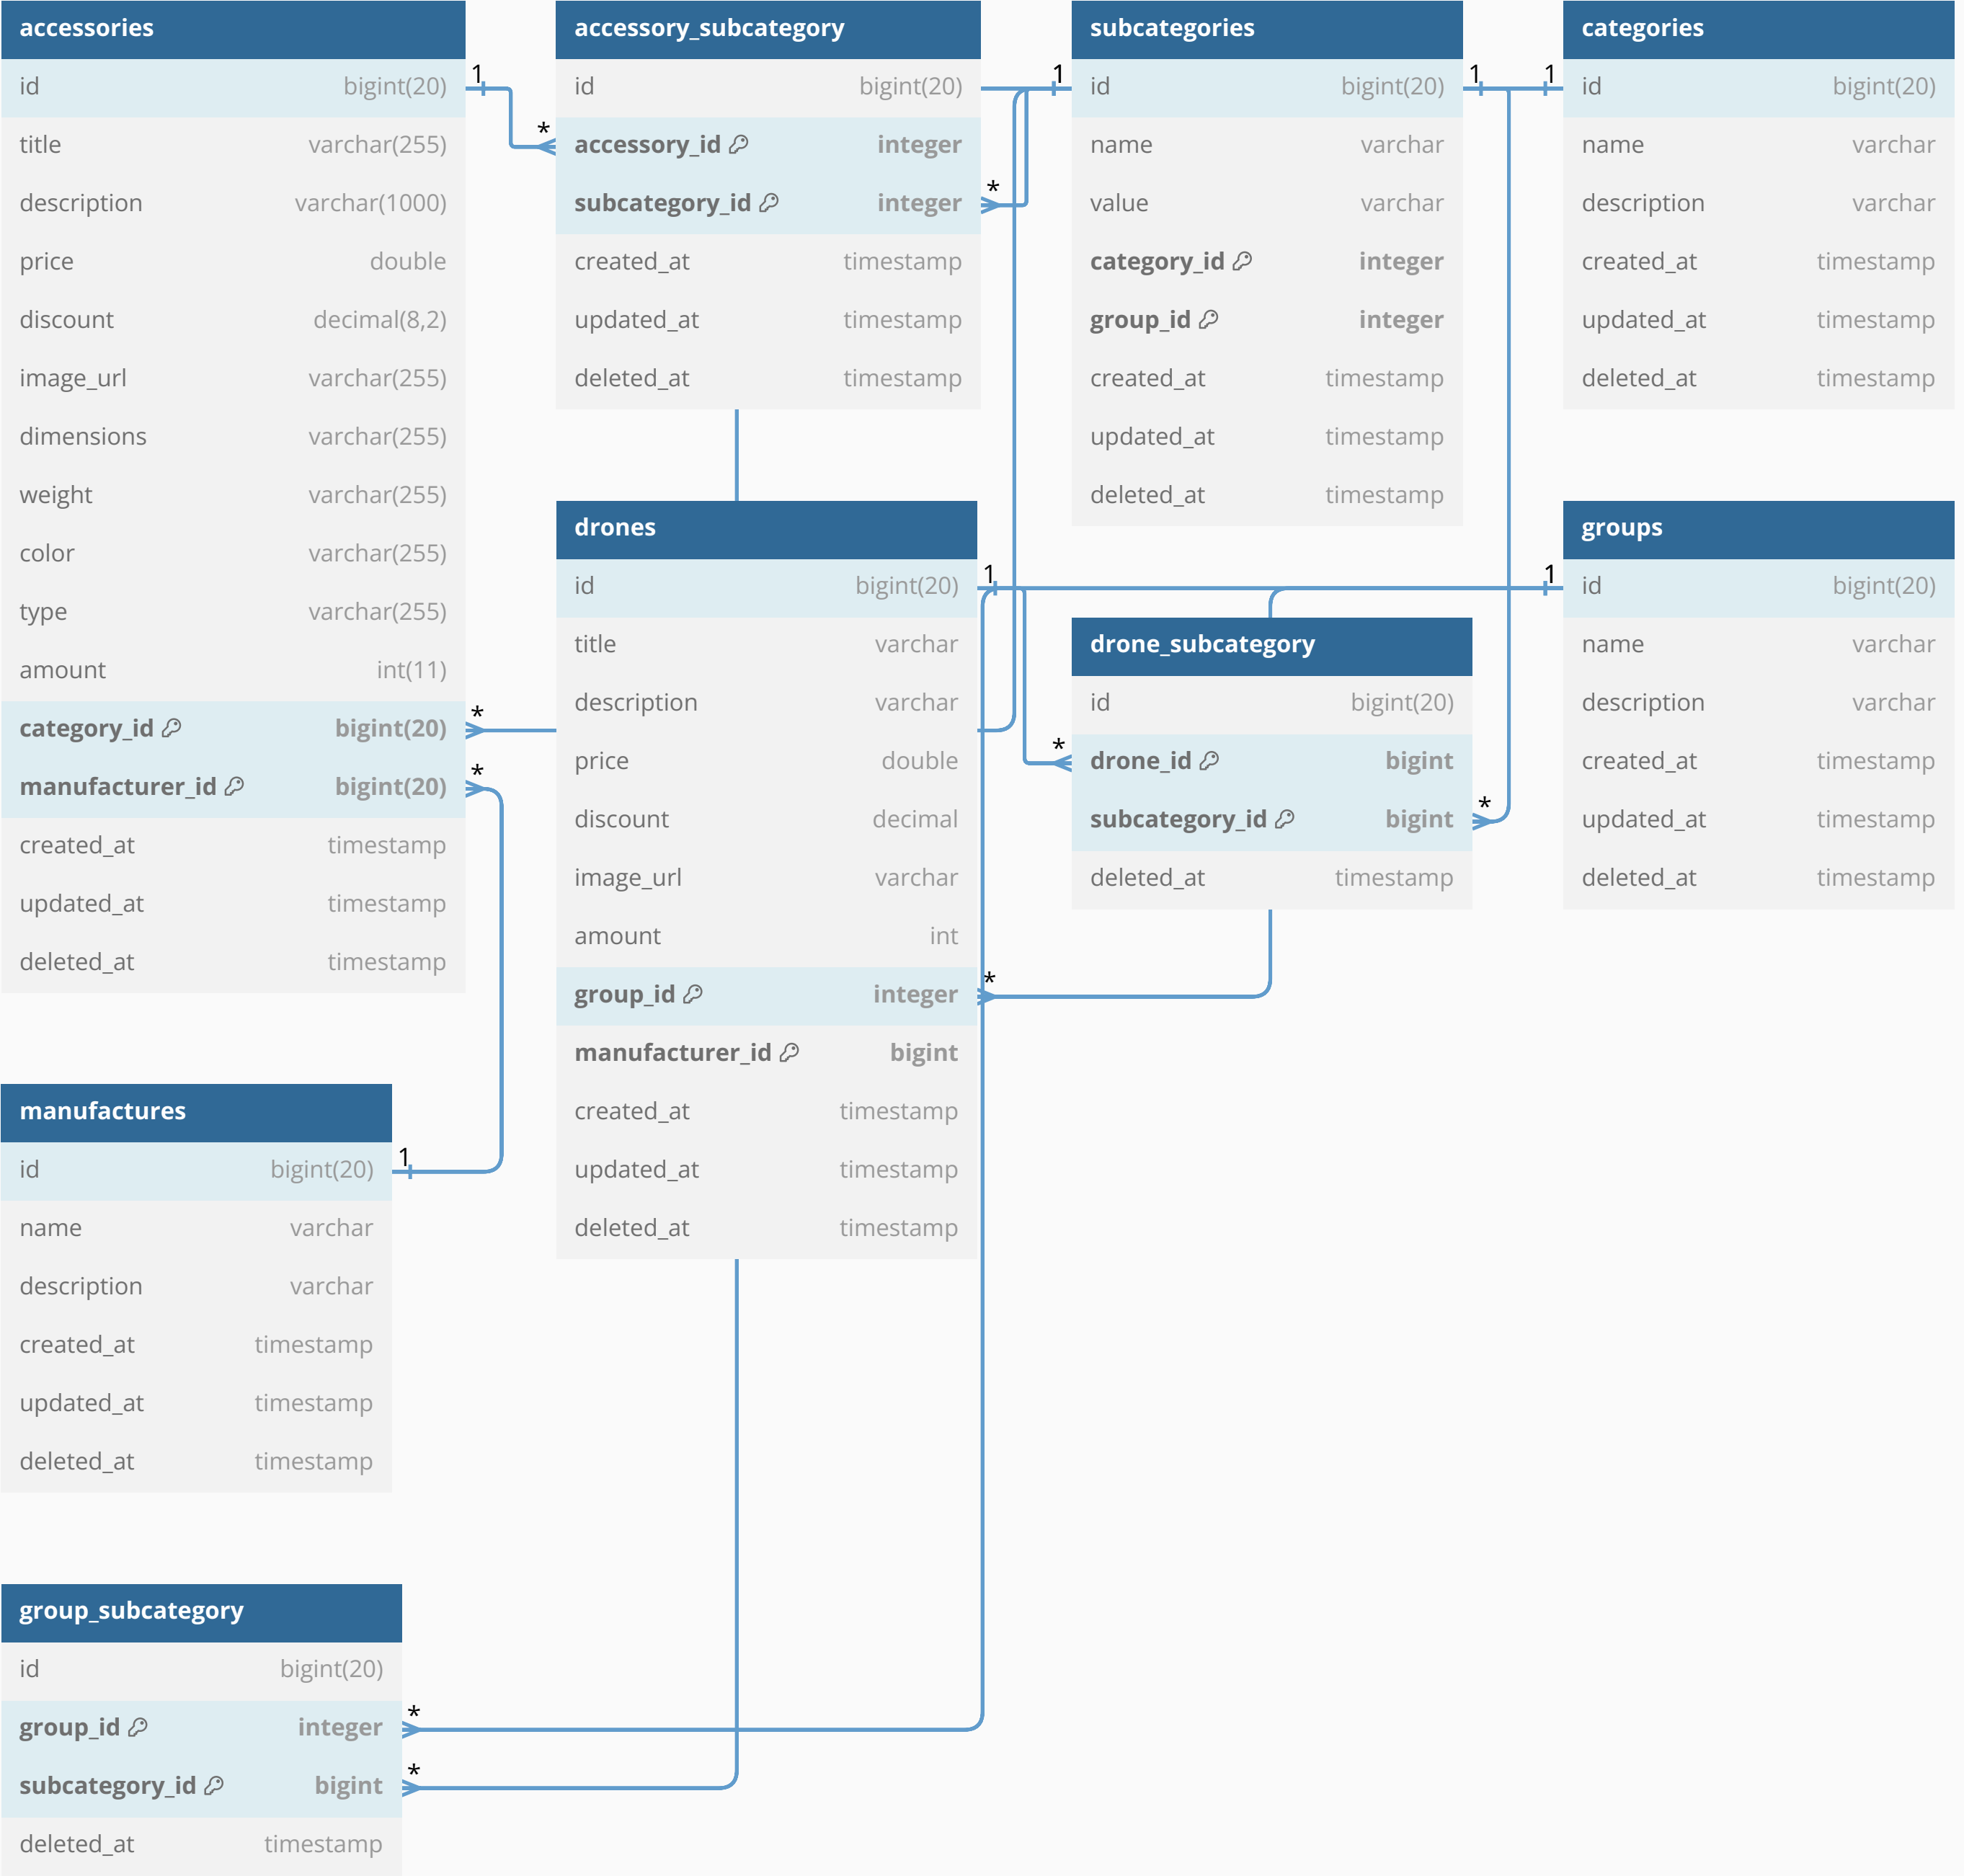 accessories
id bigint(20)
title varchar(255)
description varchar(1000)
price double
discount decimal(8,2)
image_url varchar(255)
dimensions varchar(255)
weight varchar(255)
color varchar(255)
type varchar(255)
amount int(11)
category_id bigint(20)
manufacturer_id bigint(20)
created_at timestamp
updated_at timestamp
deleted_at timestamp
1
*
*
*
accessory_subcategory
id bigint(20)
accessory_id integer
subcategory_id integer
created_at timestamp
updated_at timestamp
deleted_at timestamp
*
1
subcategories
id bigint(20)
name varchar
value varchar
category_id integer
group_id integer
created_at timestamp
updated_at timestamp
deleted_at timestamp
1
1
categories
id bigint(20)
name varchar
description varchar
created_at timestamp
updated_at timestamp
deleted_at timestamp
drones
id bigint(20)
title varchar
description varchar
price double
discount decimal
image_url varchar
amount int
group_id integer
manufacturer_id bigint
created_at timestamp
updated_at timestamp
deleted_at timestamp
1
*
*
drone_subcategory
id bigint(20)
drone_id bigint
subcategory_id bigint
deleted_at timestamp
*
1
groups
id bigint(20)
name varchar
description varchar
created_at timestamp
updated_at timestamp
deleted_at timestamp
manufactures
id bigint(20)
name varchar
description varchar
created_at timestamp
updated_at timestamp
deleted_at timestamp
1
group_subcategory
id bigint(20)
group_id integer
subcategory_id bigint
deleted_at timestamp
*
*